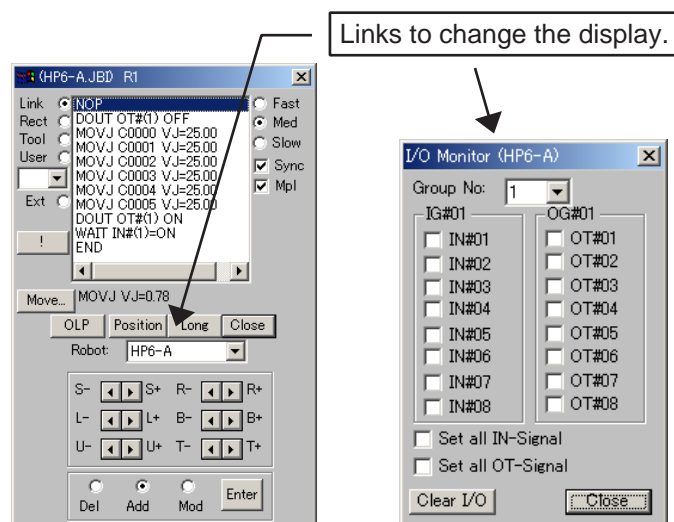 Links to change the display.
(HP6-A.JBI) R1
Link
Rect
Tool
User
Ext
!
NOP
DOUT OT#(1) OFF
MOVJ C0000 VJ=25.00
MOVJ C0001 VJ=25.00
MOVJ C0002 VJ=25.00
MOVJ C0003 VJ=25.00
MOVJ C0004 VJ=25.00
MOVJ C0005 VJ=25.00
DOUT OT#(1) ON
WAIT IN#(1)=ON
END
Fast
Med
Slow
Sync
Mpl
Move... MOVJ VJ=0.78
OLP Position Long Close
Robot: HP6-A
S- S+ R- R+
L- L+ B- B+
U- U+ T- T+
Del Add Mod Enter
I/O Monitor (HP6-A)
Group No: 1
IG#01 OG#01
IN#01 OT#01
IN#02 OT#02
IN#03 OT#03
IN#04 OT#04
IN#05 OT#05
IN#06 OT#06
IN#07 OT#07
IN#08 OT#08
Set all IN-Signal
Set all OT-Signal
Clear I/O Close